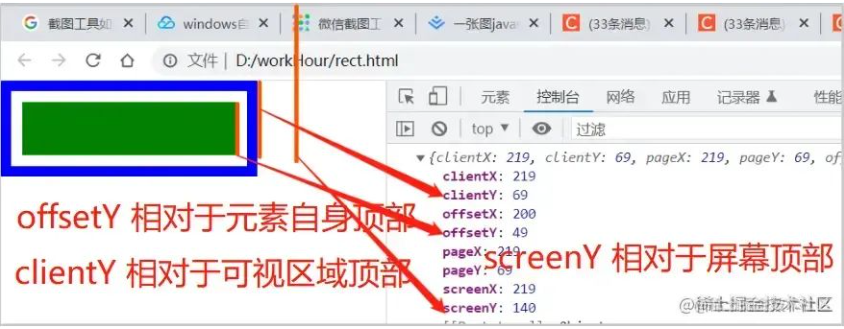 截图工具如
windows自
微信截图工
一张图java
(33条消息)
(33条消息)
文件 | D:/workHour/rect.html
元素 控制台 网络 应用 记录器 性能
top 过滤
{clientX: 219, clientY: 69, pageX: 219, pageY: 69, off
clientX: 219
clientY: 69
offsetX: 200
offsetY: 49
pageX: 219
pageY: 69
screenX: 219
screenY: 140
offsetY 相对于元素自身顶部
clientY 相对于可视区域顶部
screenY 相对于屏幕顶部
@稀土掘金技术社区